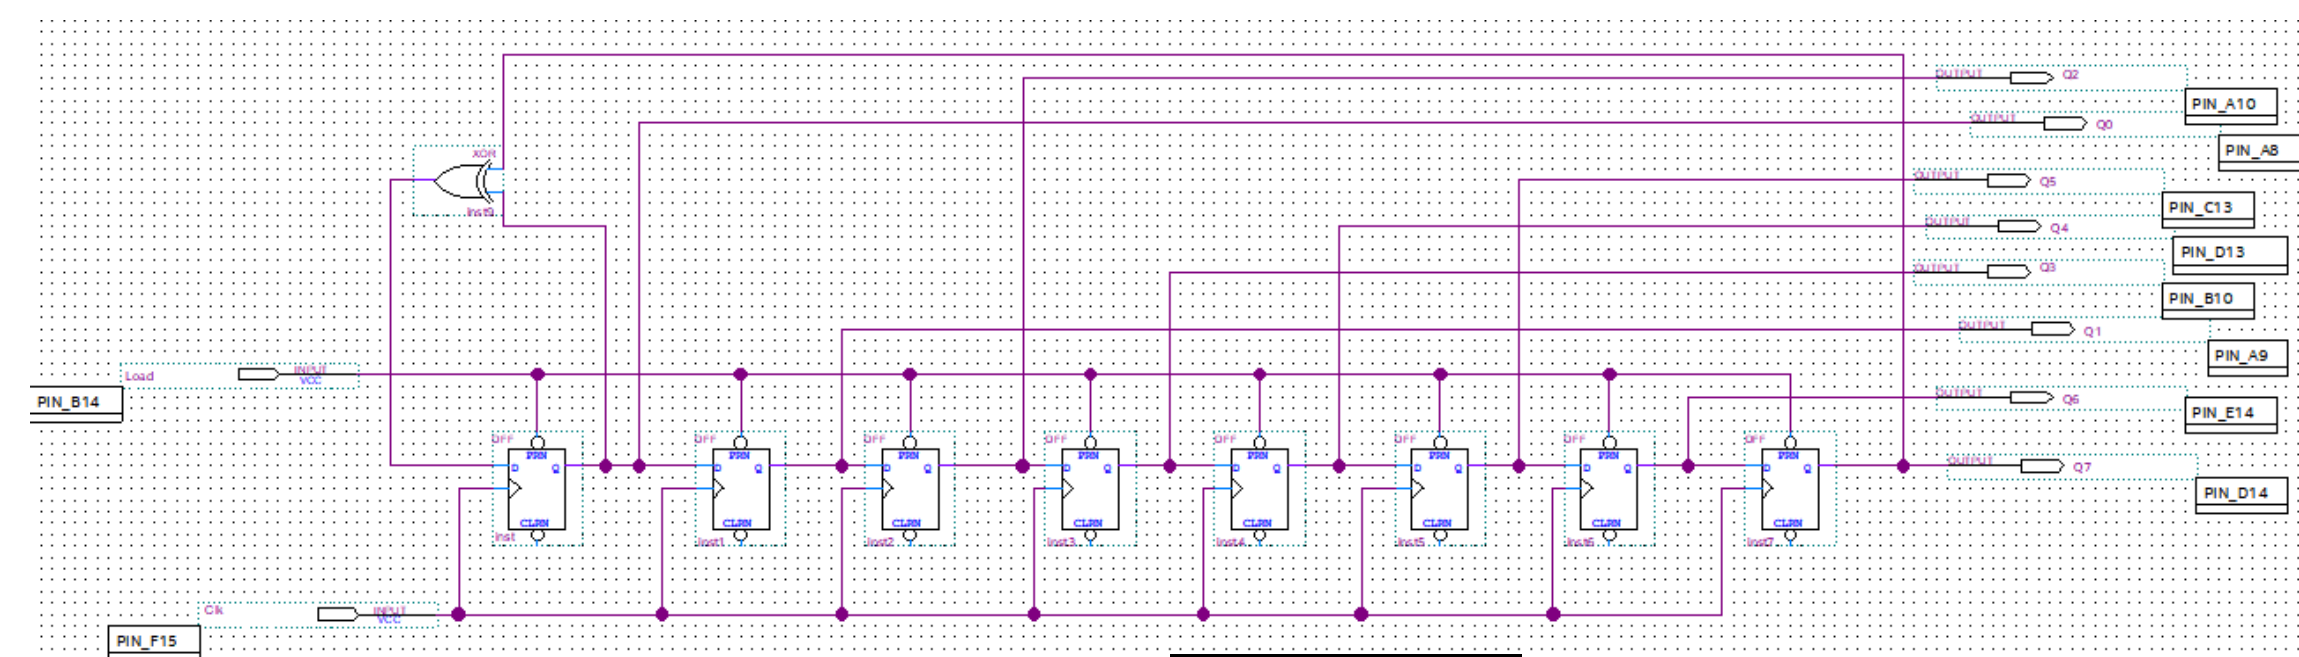 OUTPUT Q2
PIN_A10
OUTPUT Q0
PIN_A8
XOR
inst9
OUTPUT Q5
PIN_C13
OUTPUT Q4
PIN_D13
OUTPUT Q3
PIN_B10
OUTPUT Q1
PIN_A9
Load INPUT
VCC
PIN_B14
OUTPUT Q6
PIN_E14
DFF DFF DFF DFF DFF DFF DFF DFF
PRN PRN PRN PRN PRN PRN PRN PRN
D Q D Q D Q D Q D Q D Q D Q D Q
OUTPUT Q7
PIN_D14
CLRN CLRN CLRN CLRN CLRN CLRN CLRN CLRN
inst inst1 inst2 inst3 inst4 inst5 inst6 inst7
Clk INPUT
VCC
PIN_F15